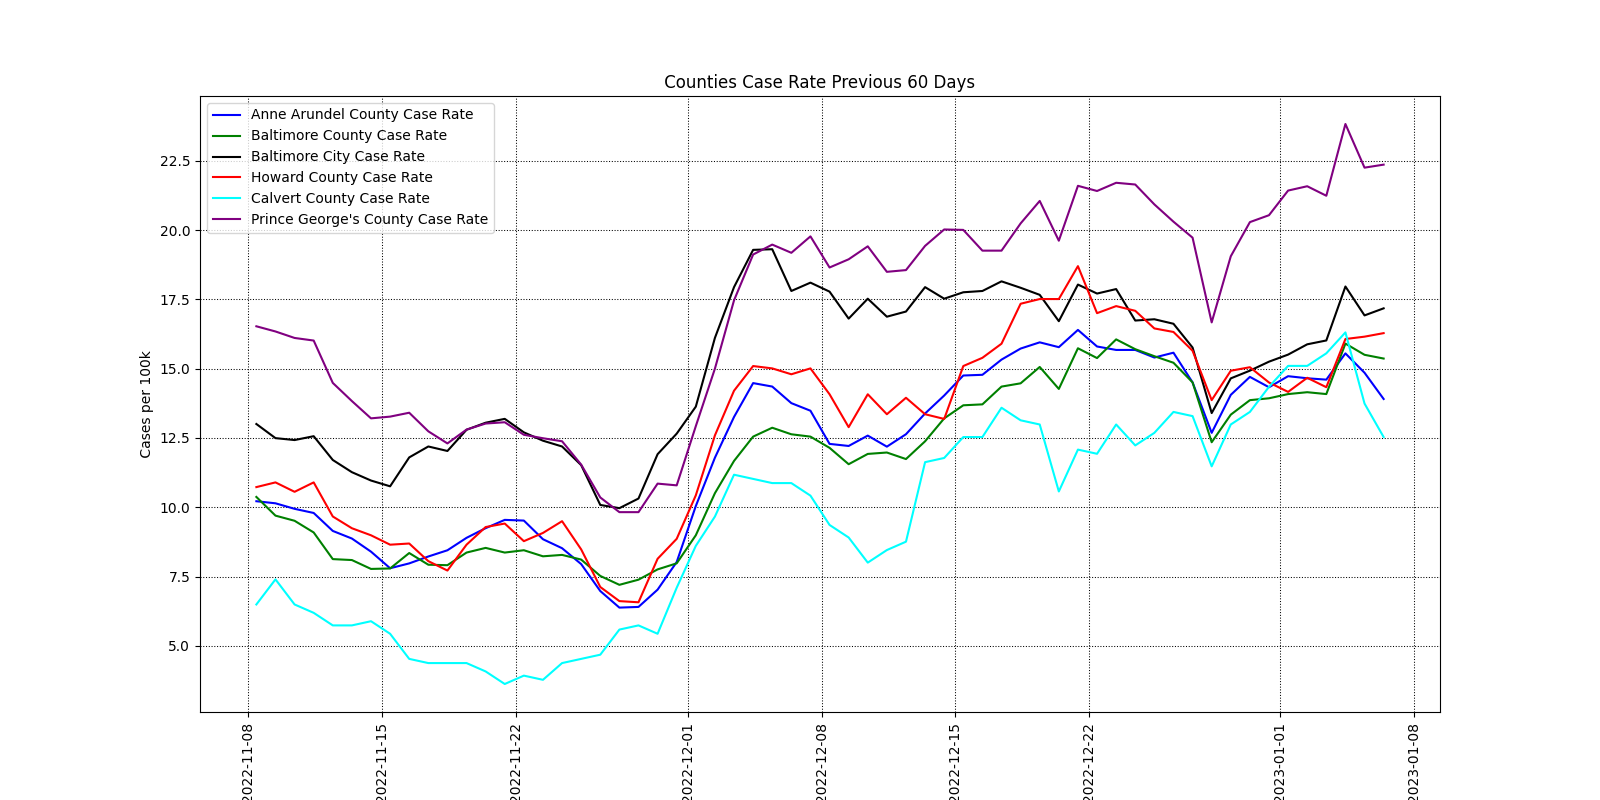 Counties Case Rate Previous 60 Days
Anne Arundel County Case Rate
Baltimore County Case Rate
Baltimore City Case Rate
Howard County Case Rate
Calvert County Case Rate
Prince George's County Case Rate
Cases per 100k
22.5
20.0
17.5
15.0
12.5
10.0
7.5
5.0
2022-11-08
2022-11-15
2022-11-22
2022-12-01
2022-12-08
2022-12-15
2022-12-22
2023-01-01
2023-01-08